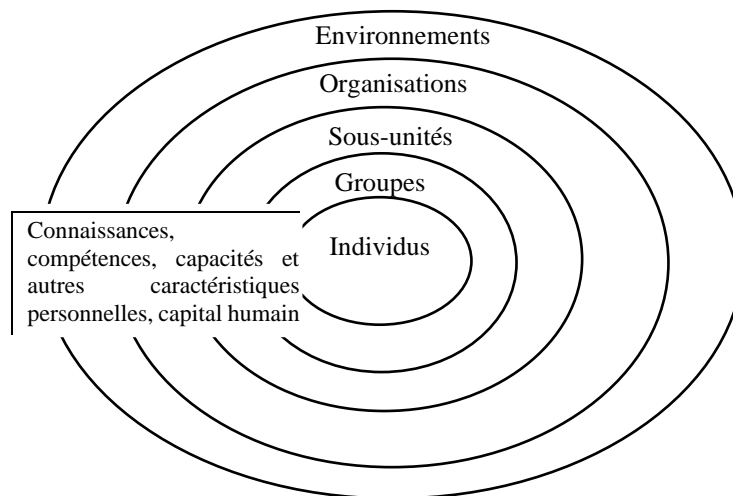 Environnements
Organisations
Sous-unités
Groupes
Individus
Connaissances,
compétences, capacités et
autres caractéristiques
personnelles, capital humain